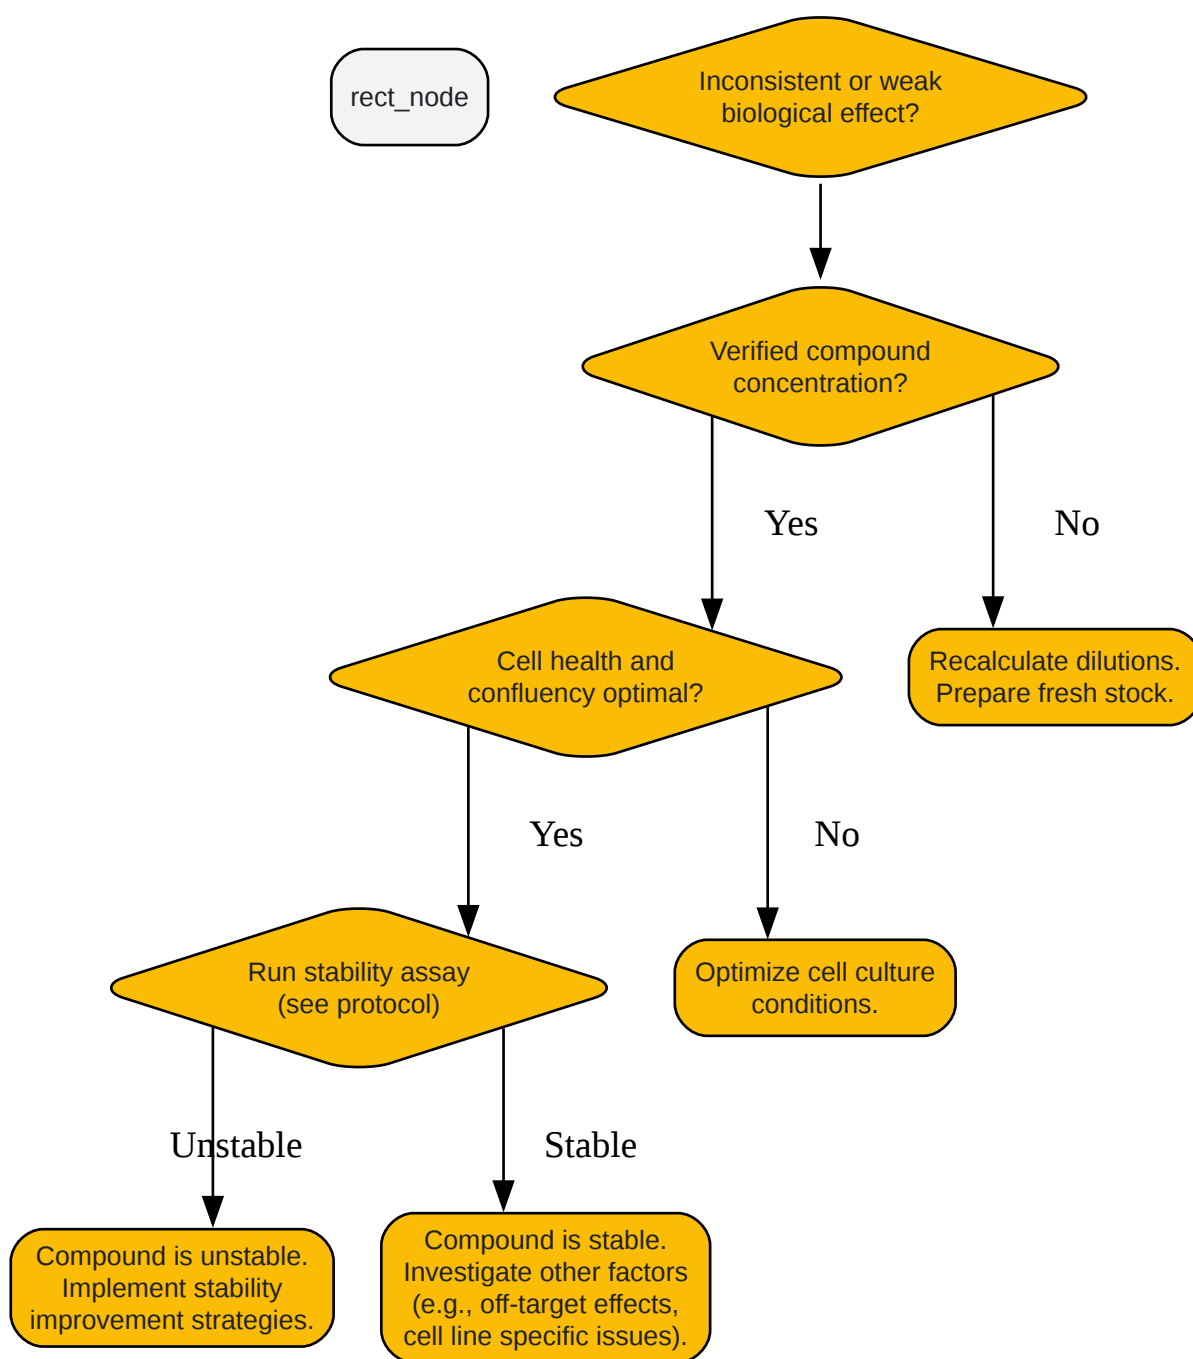 rect_node
Inconsistent or weak
biological effect?
Verified compound
concentration?
Yes
No
Cell health and
confluency optimal?
Recalculate dilutions.
Prepare fresh stock.
Yes
No
Run stability assay
(see protocol)
Optimize cell culture
conditions.
Unstable
Stable
Compound is unstable.
Implement stability
improvement strategies.
Compound is stable.
Investigate other factors
(e.g., off-target effects,
cell line specific issues).